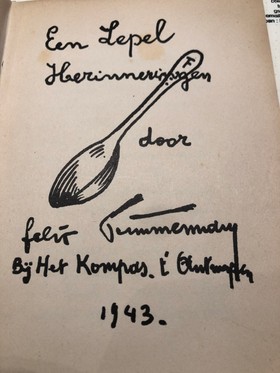 Een Lepel
Herinneringen
F
door
felix Timmermans
Bij Het Kompas. t' Antwerpen
1943.